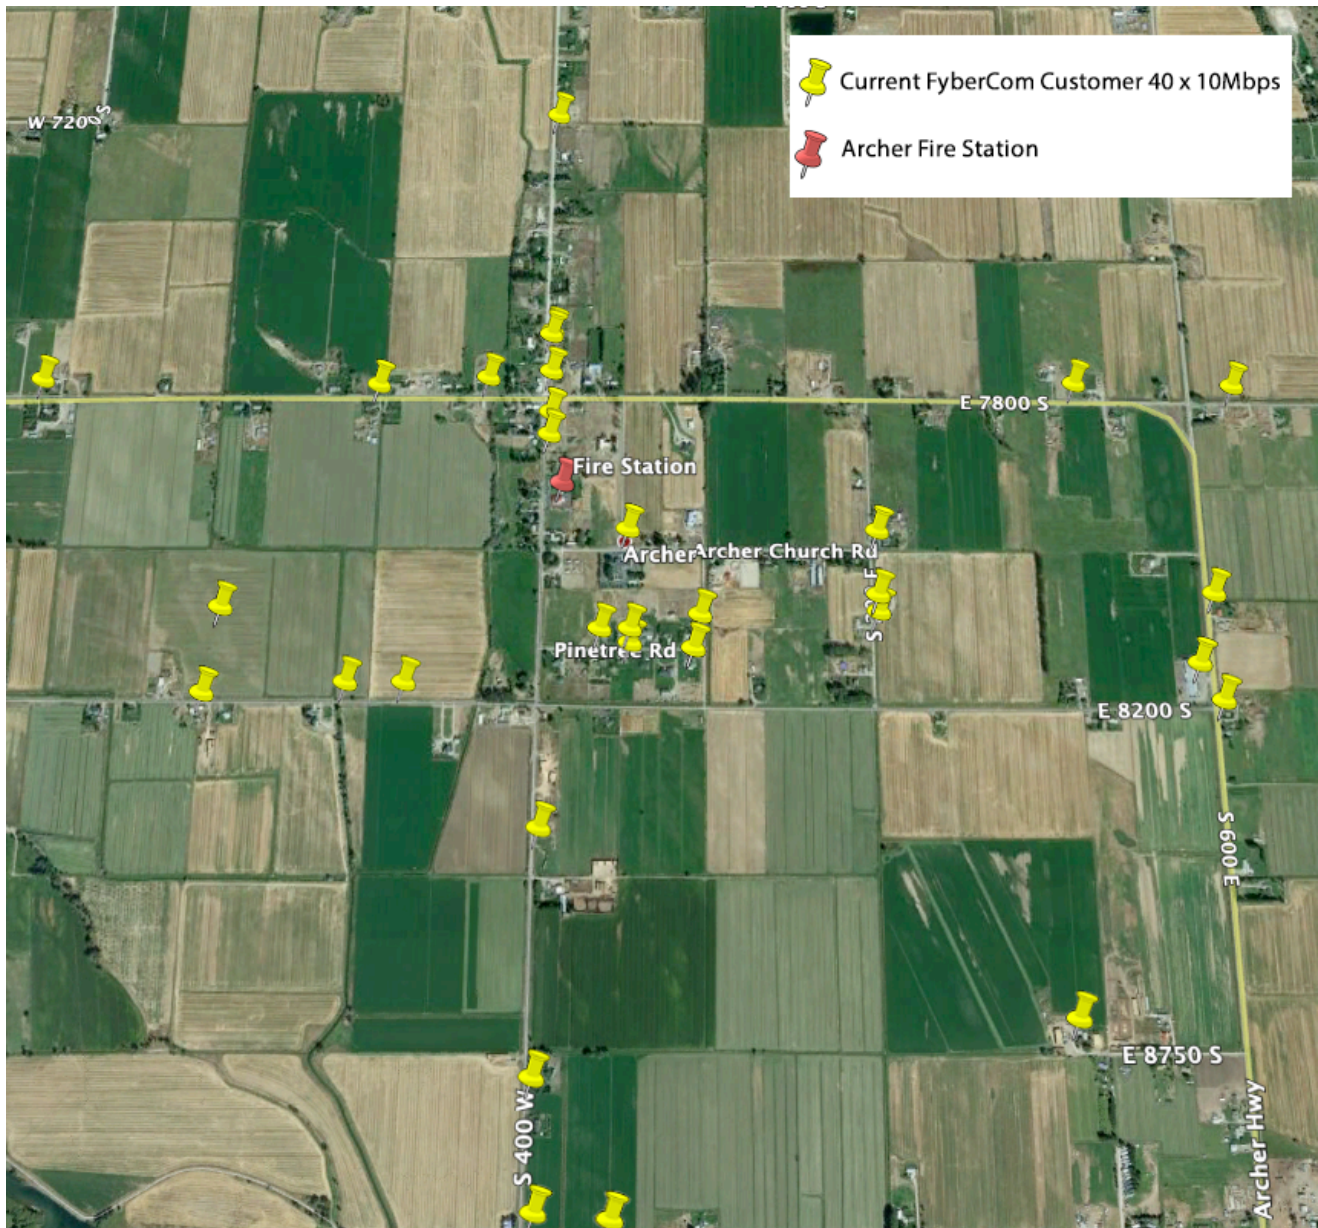 Current FyberCom Customer 40 x 10Mbps
W 7200 S
Archer Fire Station
E 7800 S
Fire Station
Archer
Archer Church Rd
Pinetree Rd
E 8200 S
S 600 E
E 8750 S
S 400 W
Archer Hwy